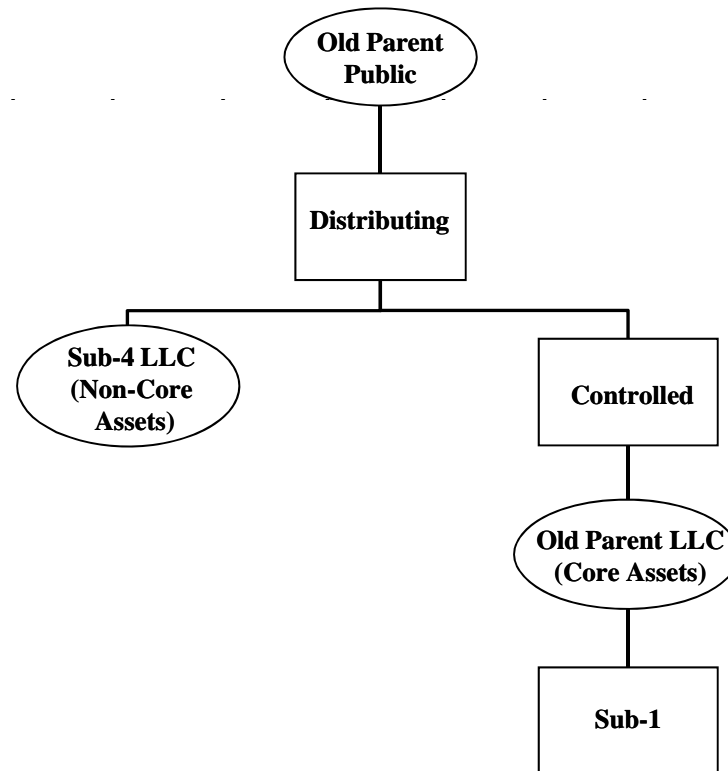 Old Parent
Public
Distributing
Sub-4 LLC
(Non-Core
Assets)
Controlled
Old Parent LLC
(Core Assets)
Sub-1